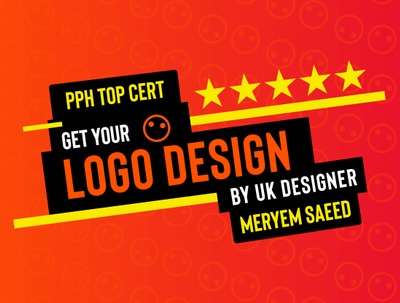 PPH TOP CERT
GET YOUR
LOGO DESIGN
BY UK DESIGNER
MERYEM SAEED